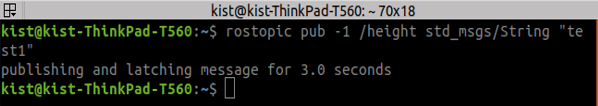 kist@kist-ThinkPad-T560: ~ 70x18
kist@kist-ThinkPad-T560:~$ rostopic pub -1 /height std_msgs/String "te
st1"
publishing and latching message for 3.0 seconds
kist@kist-ThinkPad-T560:~$